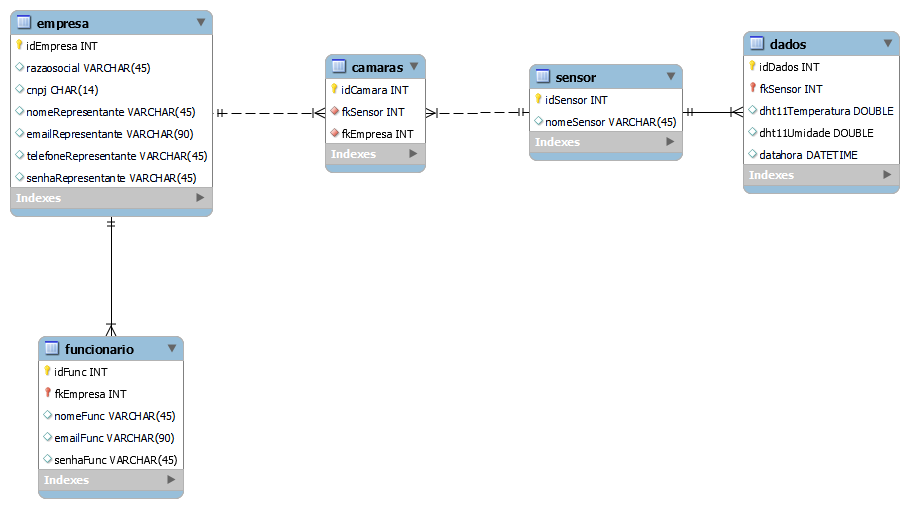 empresa
idEmpresa INT
razaosocial VARCHAR(45)
cnpj CHAR(14)
nomeRepresentante VARCHAR(45)
emailRepresentante VARCHAR(90)
telefoneRepresentante VARCHAR(45)
senhaRepresentante VARCHAR(45)
Indexes
camaras
idCamara INT
fkSensor INT
fkEmpresa INT
Indexes
sensor
idSensor INT
nomeSensor VARCHAR(45)
Indexes
dados
idDados INT
fkSensor INT
dht11Temperatura DOUBLE
dht11Umidade DOUBLE
datahora DATETIME
Indexes
funcionario
idFunc INT
fkEmpresa INT
nomeFunc VARCHAR(45)
emailFunc VARCHAR(90)
senhaFunc VARCHAR(45)
Indexes